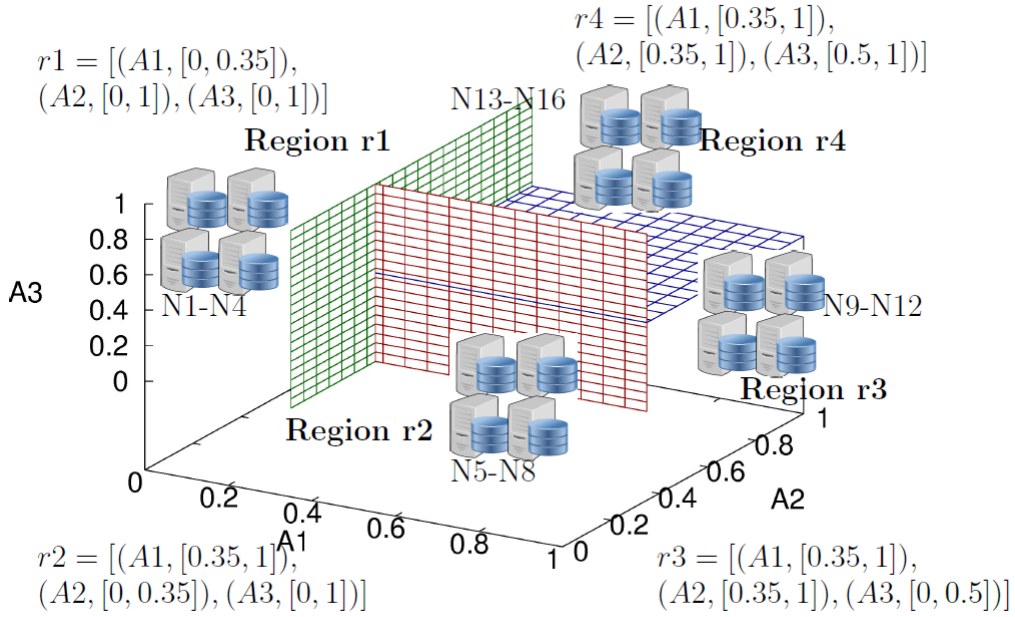 r4 = [(A1, [0.35, 1]),
(A2, [0.35, 1]), (A3, [0.5, 1))]
r1 = [(A1, [0, 0.35]),
(A2, [0, 1]), (A3, [0, 1))]
N13-N16
Region r1
Region r4
1
0.8
0.6
0.4
0.2
0
A3
N1-N4
N9-N12
Region r3
Region r2
N5-N8
0
0.2
0.4
0.6
0.8
1
A1
0
0.2
0.4
0.6
0.8
1
A2
r2 = [(A1, [0.35, 1]),
(A2, [0, 0.35]), (A3, [0, 1))]
r3 = [(A1, [0.35, 1]),
(A2, [0.35, 1]), (A3, [0, 0.5))]